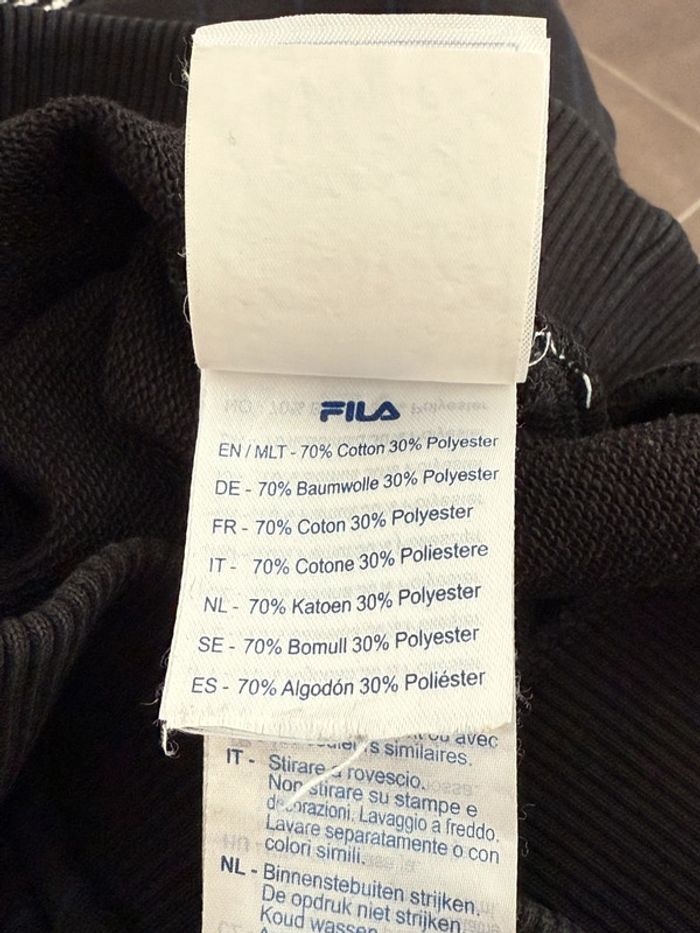 FILA
EN / MLT - 70% Cotton 30% Polyester
DE - 70% Baumwolle 30% Polyester
FR - 70% Coton 30% Polyester
IT - 70% Cotone 30% Poliestere
NL - 70% Katoen 30% Polyester
SE - 70% Bomull 30% Polyester
ES - 70% Algodón 30% Poliéster
ou avec
similaires.
IT - Stirare a rovescio.
Non stirare su stampe e
decorazioni. Lavaggio a freddo.
Lavare separatamente o con
colori simili.
NL - Binnenstebuiten strijken.
De opdruk niet strijken.
Koud wassen